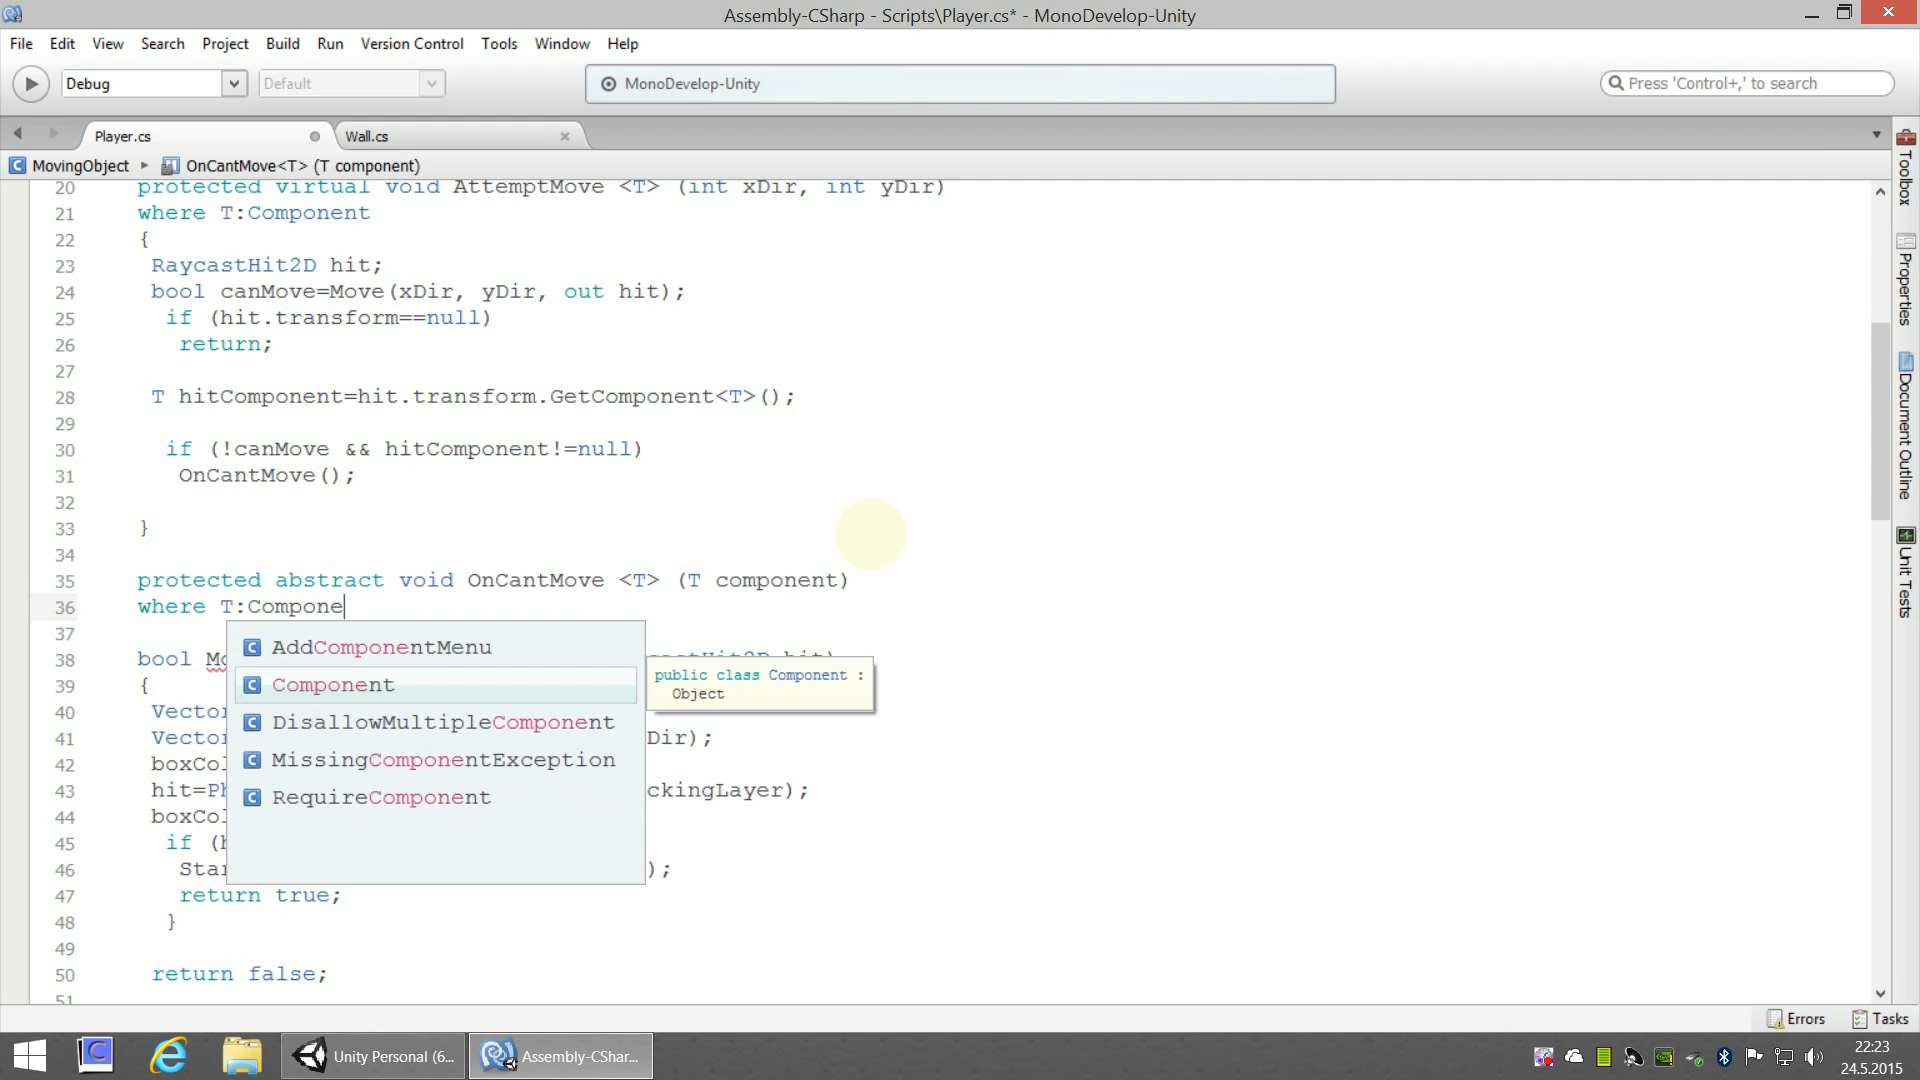 Assembly-CSharp - Scripts\Player.cs* - MonoDevelop-Unity
File Edit View Search Project Build Run Version Control Tools Window Help
Debug Default MonoDevelop-Unity Press 'Control+,' to search
Player.cs Wall.cs
MovingObject OnCantMove<T> (T component)
20 protected virtual void AttemptMove <T> (int xDir, int yDir)
21 where T:Component
22 {
23 RaycastHit2D hit;
24 bool canMove=Move(xDir, yDir, out hit);
25 if (hit.transform==null)
26 return;
27
28 T hitComponent=hit.transform.GetComponent<T>();
29
30 if (!canMove && hitComponent!=null)
31 OnCantMove();
32
33 }
34
35 protected abstract void OnCantMove <T> (T component)
36 where T:Compone
37
38 bool
39 {
40 Vector
41 Vector Dir);
42 boxCol
43 hit=Ph ckingLayer);
44 boxCol
45 if (h
46 Star );
47 return true;
48 }
49
50 return false;
51
AddComponentMenu
Component
DisallowMultipleComponent
MissingComponentException
RequireComponent
public class Component :
Object
Toolbox
Properties
Document Outline
Unit Tests
Errors Tasks
Unity Personal (6... Assembly-CShar...
22:23
24.5.2015